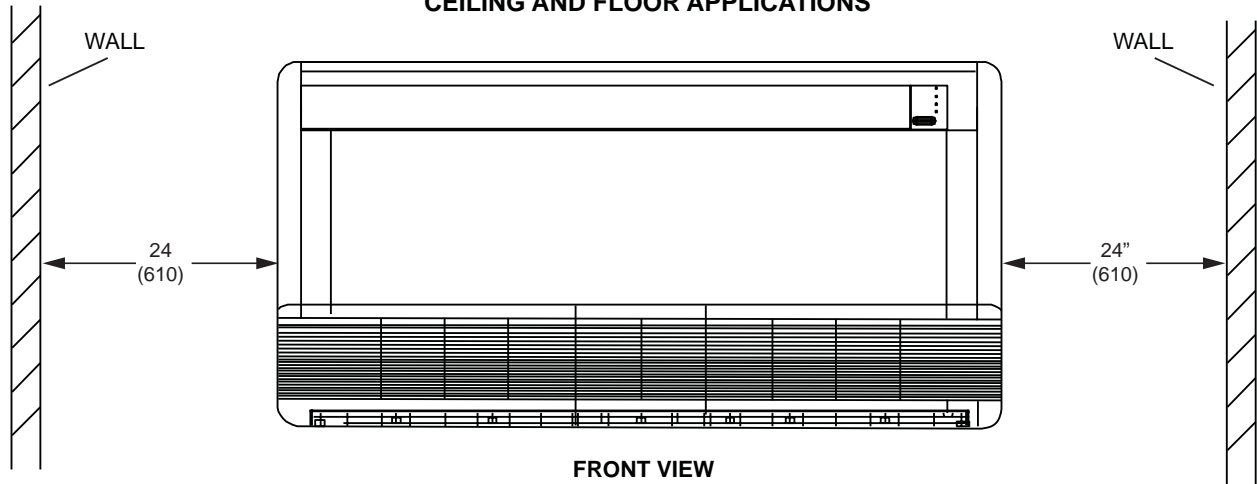 CEILING AND FLOOR APPLICATIONS
WALL
WALL
24
(610)
24”
(610)
FRONT VIEW